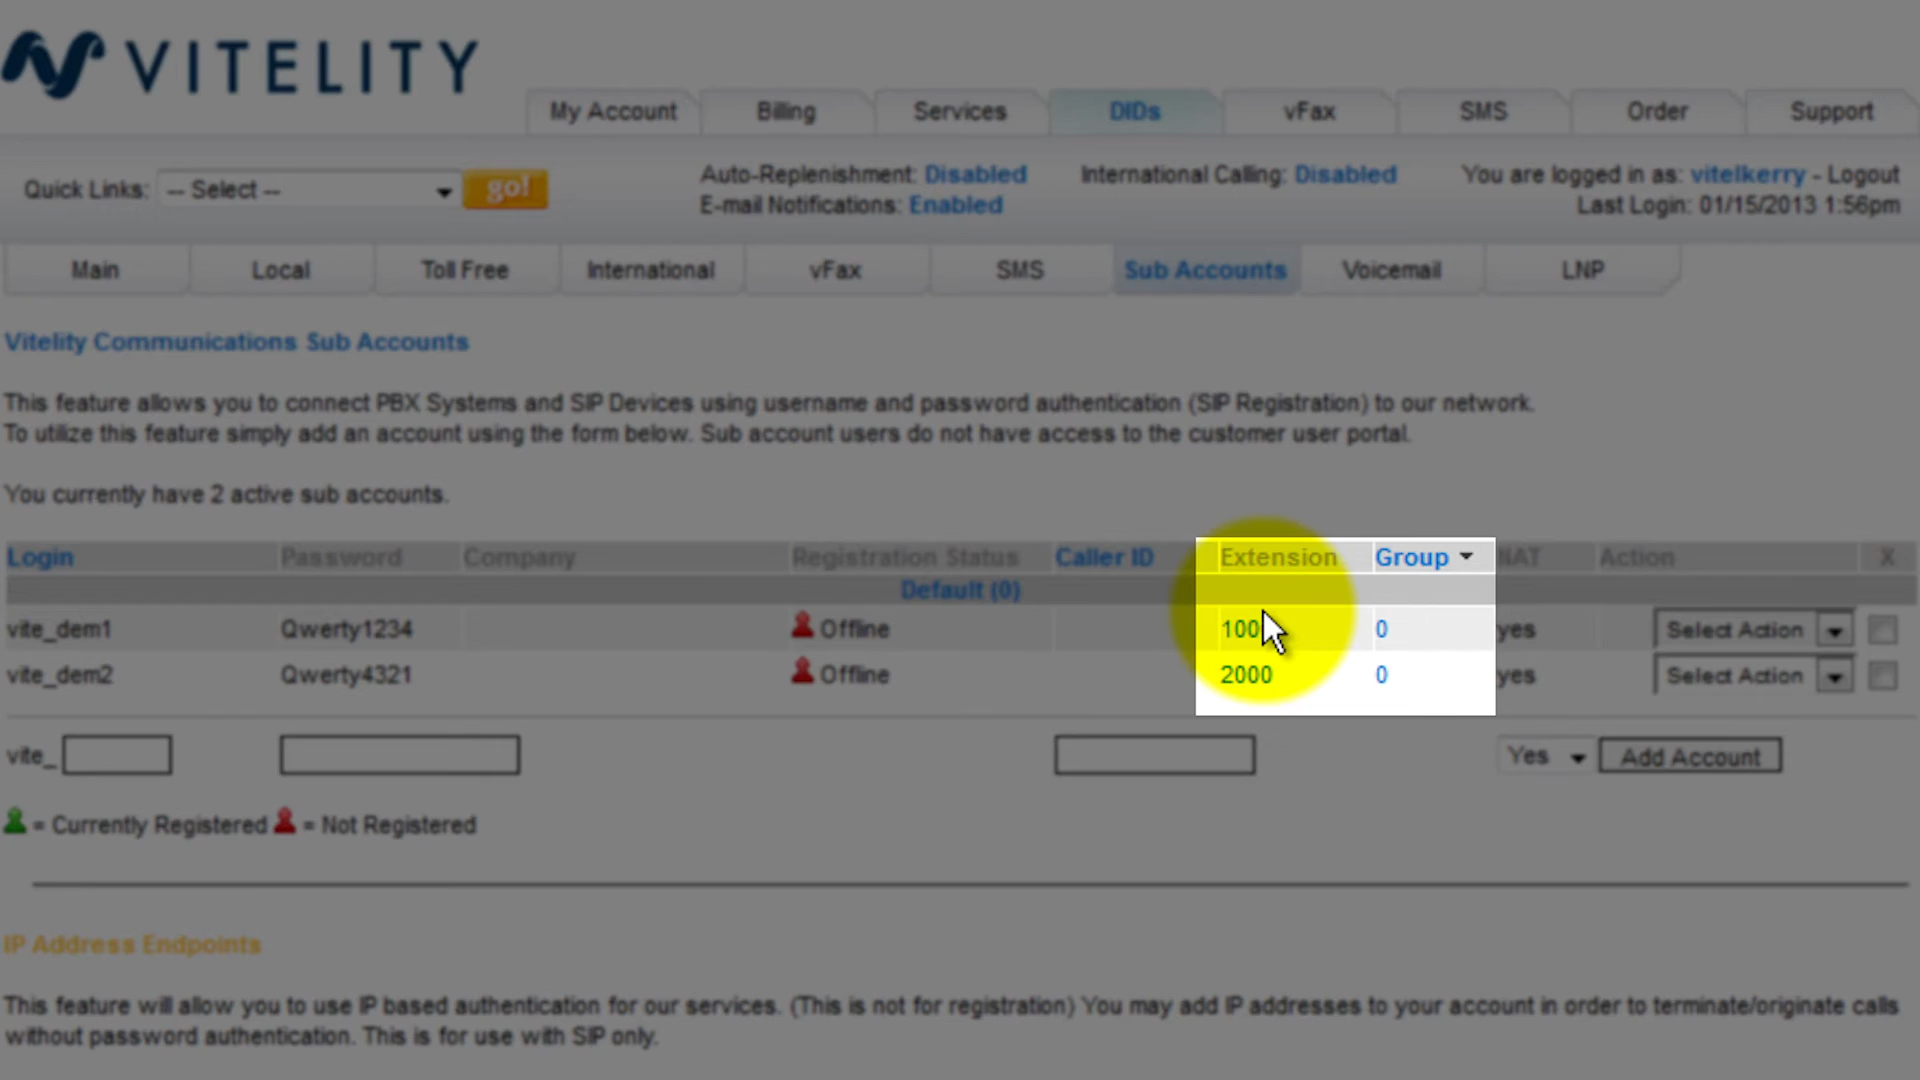 VITELITY
My Account Billing Services DIDs vFax SMS Order Support
Quick Links: -- Select -- go! Auto-Replenishment: Disabled International Calling: Disabled You are logged in as: vitelkerry - Logout
E-mail Notifications: Enabled Last Login: 01/15/2013 1:56pm
Main Local Toll Free International vFax SMS Sub Accounts Voicemail LNP
Vitelity Communications Sub Accounts
This feature allows you to connect PBX Systems and SIP Devices using username and password authentication (SIP Registration) to our network.
To utilize this feature simply add an account using the form below. Sub account users do not have access to the customer user portal.
You currently have 2 active sub accounts.
Login Password Company Registration Status Caller ID Extension Group NAT Action X
Default (0)
vite_dem1 Qwerty1234 Offline 100 0 yes Select Action
vite_dem2 Qwerty4321 Offline 2000 0 yes Select Action
vite_ Yes Add Account
= Currently Registered = Not Registered
IP Address Endpoints
This feature will allow you to use IP based authentication for our services. (This is not for registration) You may add IP addresses to your account in order to terminate/originate calls
without password authentication. This is for use with SIP only.